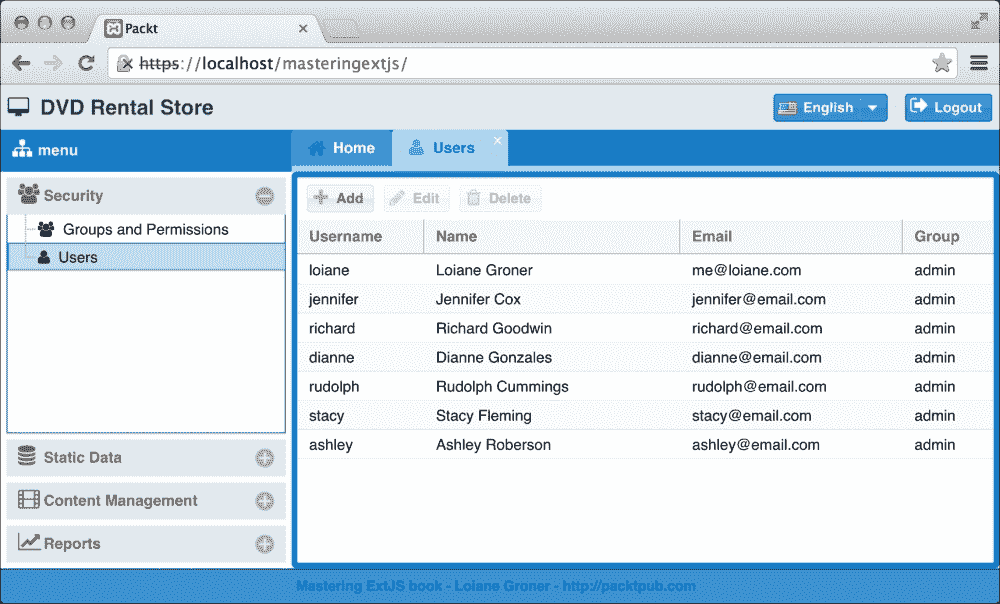 Packt
https://localhost/masteringextjs/
DVD Rental Store
English
Logout
menu
Home
Users
Security
Groups and Permissions
Users
Static Data
Content Management
Reports
Add
Edit
Delete
Username Name Email Group
loiane Loiane Groner me@loiane.com admin
jennifer Jennifer Cox jennifer@email.com admin
richard Richard Goodwin richard@email.com admin
dianne Dianne Gonzales dianne@email.com admin
rudolph Rudolph Cummings rudolph@email.com admin
stacy Stacy Fleming stacy@email.com admin
ashley Ashley Roberson ashley@email.com admin
Mastering ExtJS book - Loiane Groner - http://packtpub.com